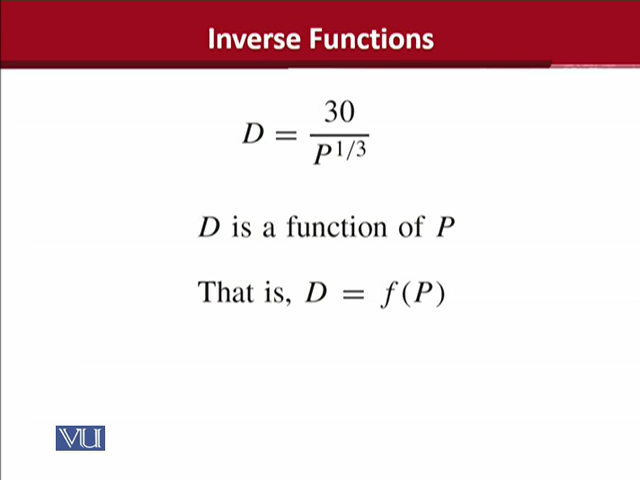 Inverse Functions
D = 30 / P^{1/3}
D is a function of P
That is, D = f(P)
VU